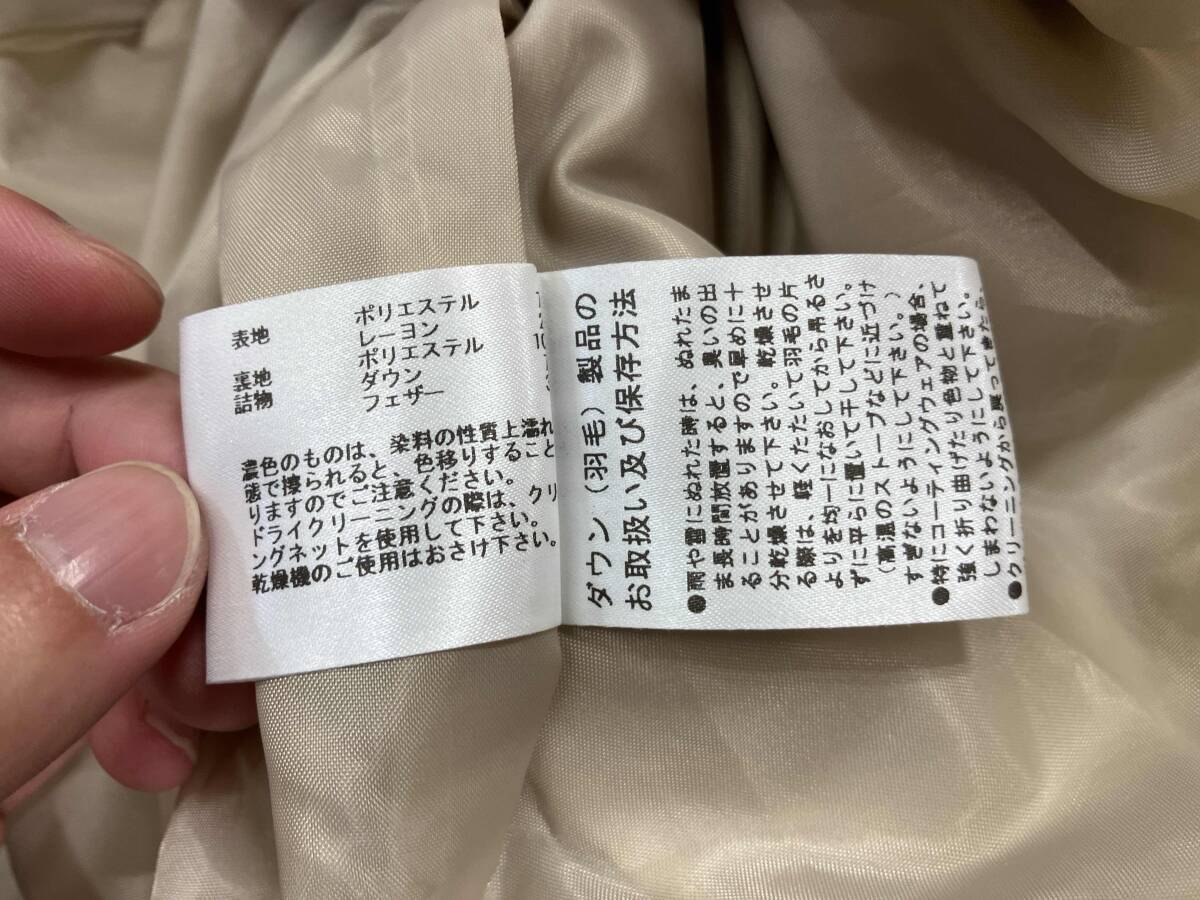 表地 ポリエステル
レーヨン
裏地 ポリエステル 10
詰物 ダウン
フェザー
濃色のものは、染料の性質上濡れ
感で擦られると、色移りすること
りますのでご注意ください。
ドライクリーニングの際は、クリ
ングネットを使用して下さい。
乾燥機のご使用はおさけ下さい。
ダウン（羽毛）製品の
お取扱い及び保存方法
●雨や雪にぬれた時は、ぬれたま
ま長時間放置すると、臭いの出
ることがありますので早めに十
分乾燥させて下さい。乾燥させ
る際は、軽くたたいて羽毛の片
よりを均一になおしてから吊るさ
ずに平らに置いて干して下さい。
（高温のストーブなどに近づけ
すぎないようにして下さい。）
●特にコーティングウェアの場合、
強く折り曲げたり色物と重ねて
しまわないようにして下さい。
●クリーニングから戻ってきたら